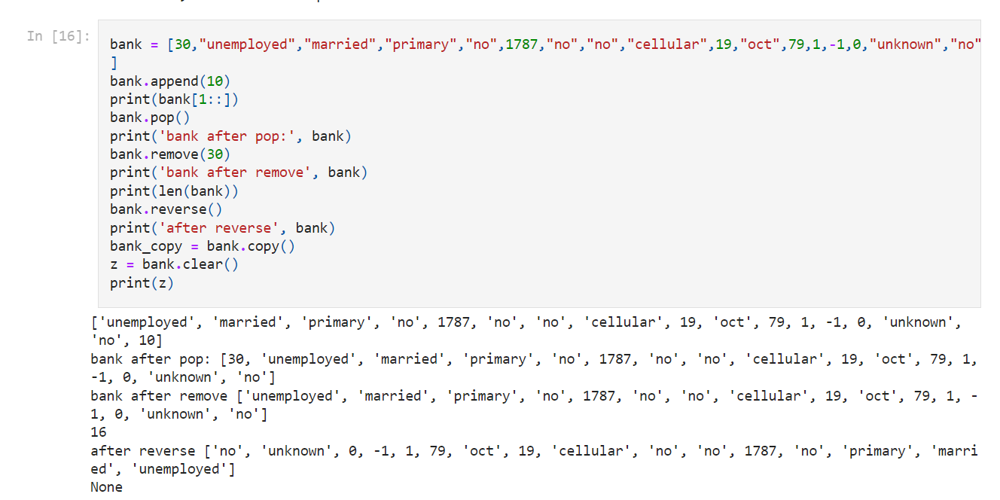 In [16]:
bank = [30,"unemployed","married","primary","no",1787,"no","no","cellular",19,"oct",79,1,-1,0,"unknown","no"
]
bank.append(10)
print(bank[1::])
bank.pop()
print('bank after pop:', bank)
bank.remove(30)
print('bank after remove', bank)
print(len(bank))
bank.reverse()
print('after reverse', bank)
bank_copy = bank.copy()
z = bank.clear()
print(z)
['unemployed', 'married', 'primary', 'no', 1787, 'no', 'no', 'cellular', 19, 'oct', 79, 1, -1, 0, 'unknown',
'no', 10]
bank after pop: [30, 'unemployed', 'married', 'primary', 'no', 1787, 'no', 'no', 'cellular', 19, 'oct', 79, 1,
-1, 0, 'unknown', 'no']
bank after remove ['unemployed', 'married', 'primary', 'no', 1787, 'no', 'no', 'cellular', 19, 'oct', 79, 1, -
1, 0, 'unknown', 'no']
16
after reverse ['no', 'unknown', 0, -1, 1, 79, 'oct', 19, 'cellular', 'no', 'no', 1787, 'no', 'primary', 'marri
ed', 'unemployed']
None